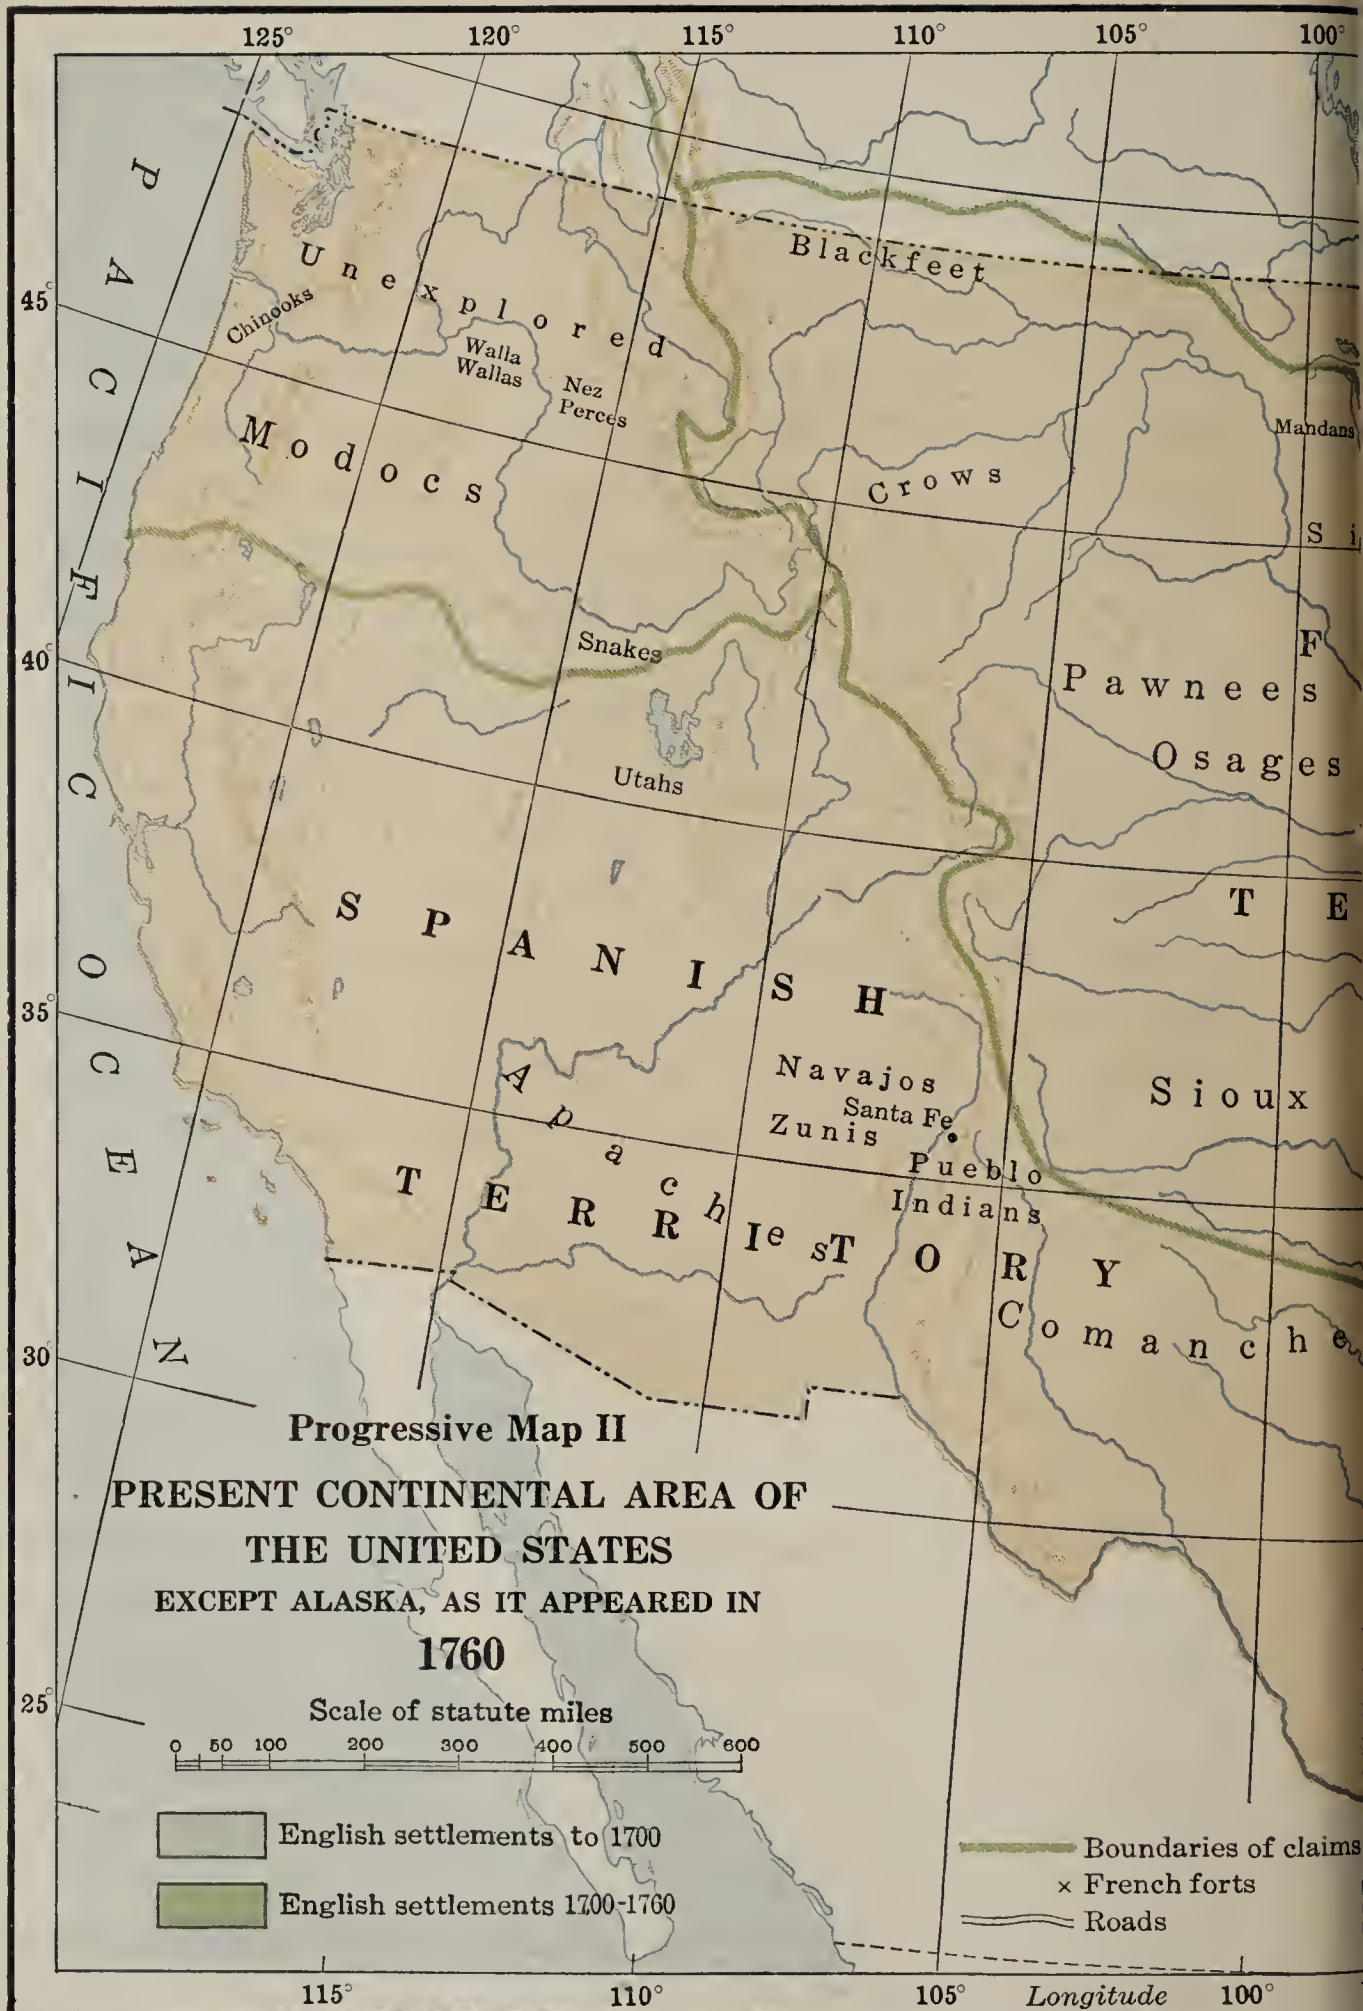 125° 120° 115° 110° 105° 100°
45°
40°
35°
30°
25°
PACIFIC OCEAN
Unexplored
Blackfeet
Chinooks
Walla
Wallas
Nez
Perces
Mandans
Modocs
Crows
Si
Snakes
F
Pawnees
Osages
Utahs
SPANISH
TE
Navajos
Santa Fe
Zunis
Sioux
Apaches
Pueblo
Indians
TERRITORY
Comanche
Progressive Map II
PRESENT CONTINENTAL AREA OF
THE UNITED STATES
EXCEPT ALASKA, AS IT APPEARED IN
1760
Scale of statute miles
0 50 100 200 300 400 500 600
English settlements to 1700
English settlements 1700-1760
Boundaries of claims
× French forts
Roads
115° 110° 105° Longitude 100°